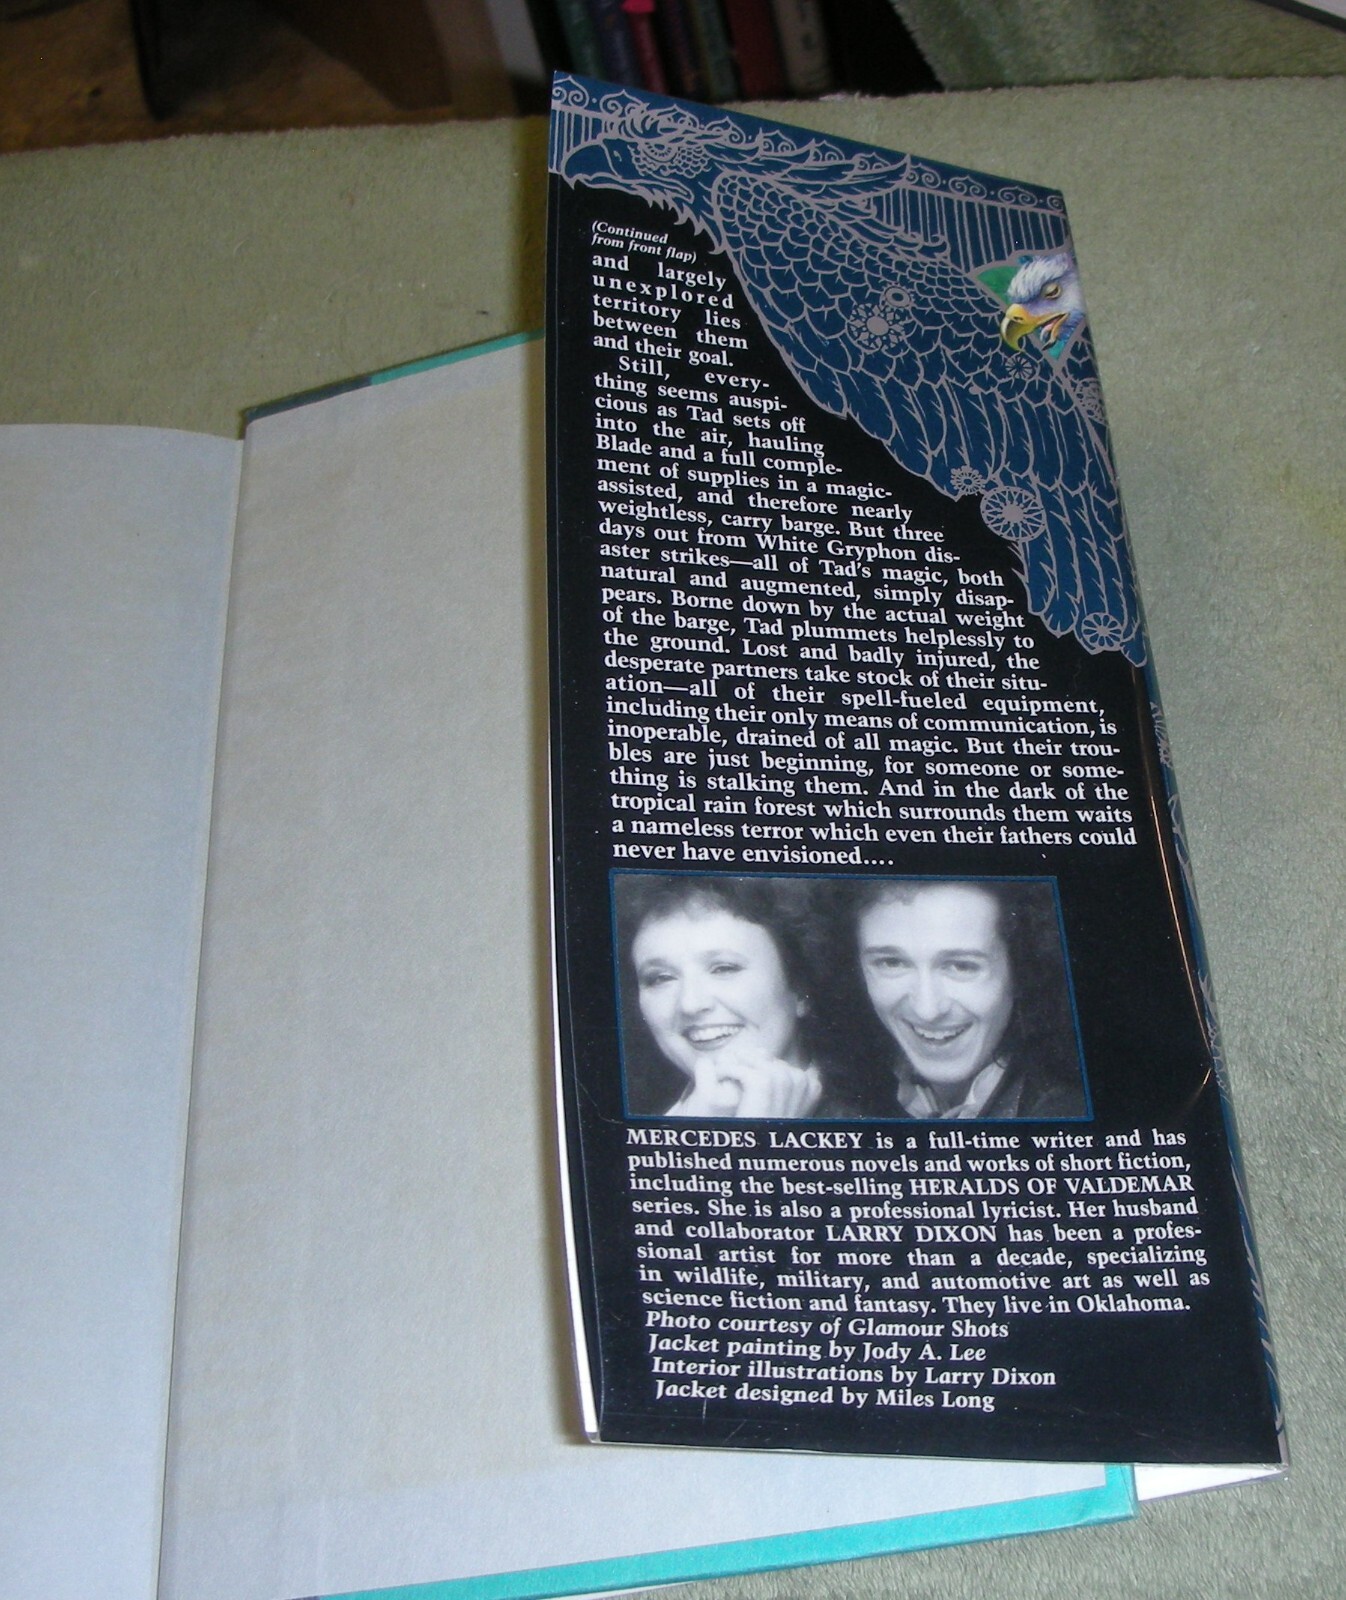 (Continued
from front flap)
and largely
unexplored
territory lies
between them
and their goal.
Still, every-
thing seems auspi-
cious as Tad sets off
into the air, hauling
Blade and a full comple-
ment of supplies in a magic-
assisted, and therefore nearly
weightless, carry barge. But three
days out from White Gryphon dis-
aster strikes—all of Tad's magic, both
natural and augmented, simply disap-
pears. Borne down by the actual weight
of the barge, Tad plummets helplessly to
the ground. Lost and badly injured, the
desperate partners take stock of their situ-
ation—all of their spell-fueled equipment,
including their only means of communication, is
inoperable, drained of all magic. But their trou-
bles are just beginning, for someone or some-
thing is stalking them. And in the dark of the
tropical rain forest which surrounds them waits
a nameless terror which even their fathers could
never have envisioned....
MERCEDES LACKEY is a full-time writer and has
published numerous novels and works of short fiction,
including the best-selling HERALDS OF VALDEMAR
series. She is also a professional lyricist. Her husband
and collaborator LARRY DIXON has been a profes-
sional artist for more than a decade, specializing
in wildlife, military, and automotive art as well as
science fiction and fantasy. They live in Oklahoma.
Photo courtesy of Glamour Shots
Jacket painting by Jody A. Lee
Interior illustrations by Larry Dixon
Jacket designed by Miles Long